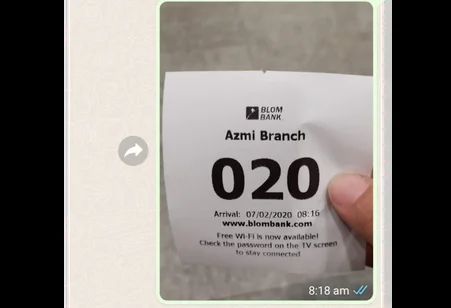 BLOM
BANK
Azmi Branch
020
Arrival: 07/02/2020 08:16
www.blombank.com
Free Wi-Fi is now available!
Check the password on the TV screen
to stay connected
8:18 am